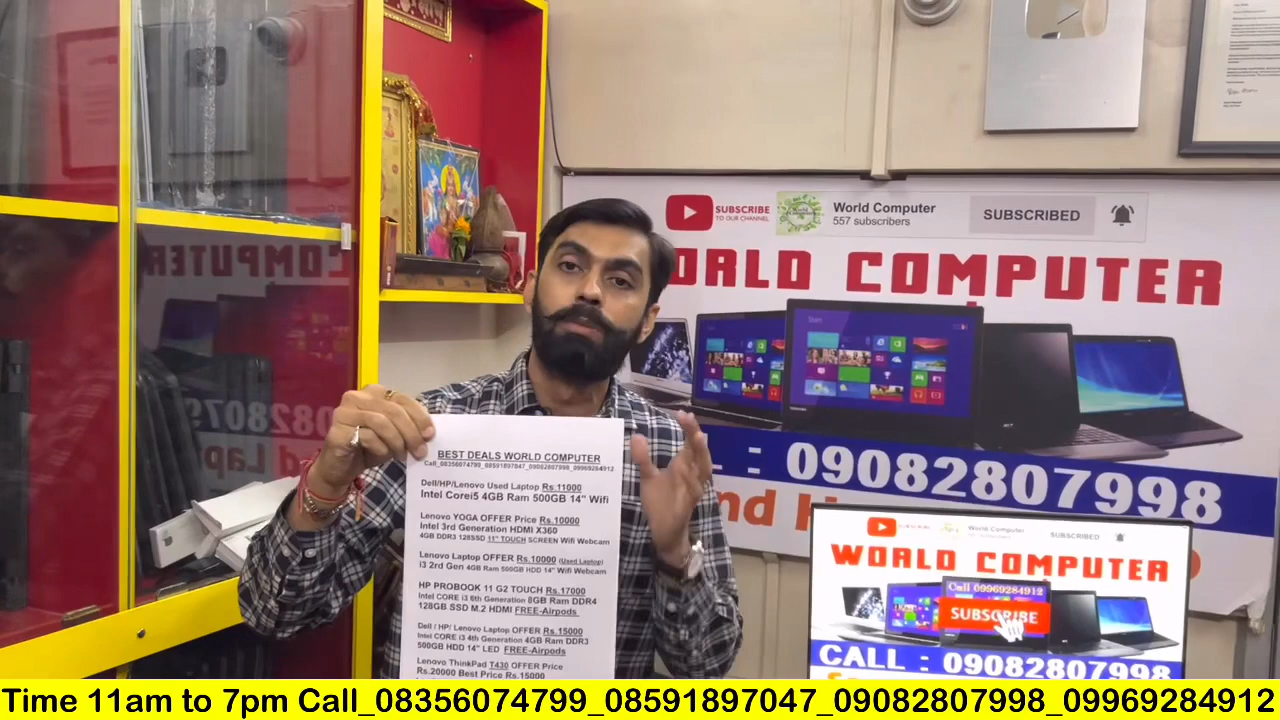 SUBSCRIBE
TO OUR CHANNEL
World Computer
557 subscribers
SUBSCRIBED
ORLD COMPUTER
: 09082807998
nd H
BEST DEALS WORLD COMPUTER
Call_08356074799_08591897047_09082807998_09969264912
Dell/HP/Lenovo Used Laptop Rs.11000
Intel Corei5 4GB Ram 500GB 14" Wifi
Lenovo YOGA OFFER Price Rs.10000
Intel 3rd Generation HDMI X360
4GB DDR3 128SSD 11" TOUCH SCREEN Wifi Webcam
Lenovo Laptop OFFER Rs.10000 (Used Laptop)
i3 2rd Gen 4GB Ram 500GB HDD 14" Wifi Webcam
HP PROBOOK 11 G2 TOUCH Rs.17000
Intel CORE i3 6th Generation 8GB Ram DDR4
128GB SSD M.2 HDMI FREE-Airpods
Dell / HP/ Lenovo Laptop OFFER Rs.15000
Intel CORE i3 4th Generation 4GB Ram DDR3
500GB HDD 14" LED FREE-Airpods
Lenovo ThinkPad T430 OFFER Price
Rs.20000 Best Price Rs.15000
World Computer
SUBSCRIBED
WORLD COMPUTER
Call 09969284912
SUBSCRIBE
CALL : 09082807998
Time 11am to 7pm Call_08356074799_08591897047_09082807998_09969284912